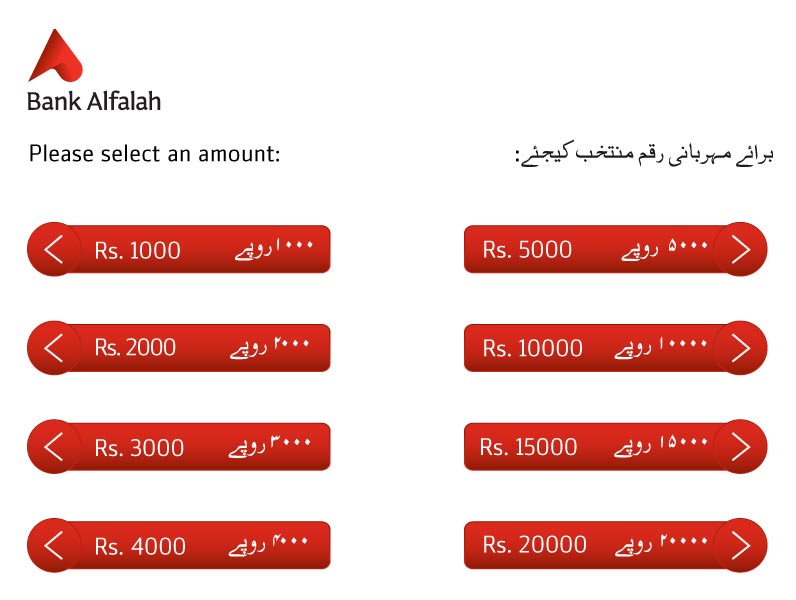 Bank Alfalah
Please select an amount:
برائے مہربانی رقم منتخب کیجئے:
Rs. 1000 ۱۰۰۰ روپے
Rs. 5000 ۵۰۰۰ روپے
Rs. 2000 ۲۰۰۰ روپے
Rs. 10000 ۱۰۰۰۰ روپے
Rs. 3000 ۳۰۰۰ روپے
Rs. 15000 ۱۵۰۰۰ روپے
Rs. 4000 ۴۰۰۰ روپے
Rs. 20000 ۲۰۰۰۰ روپے